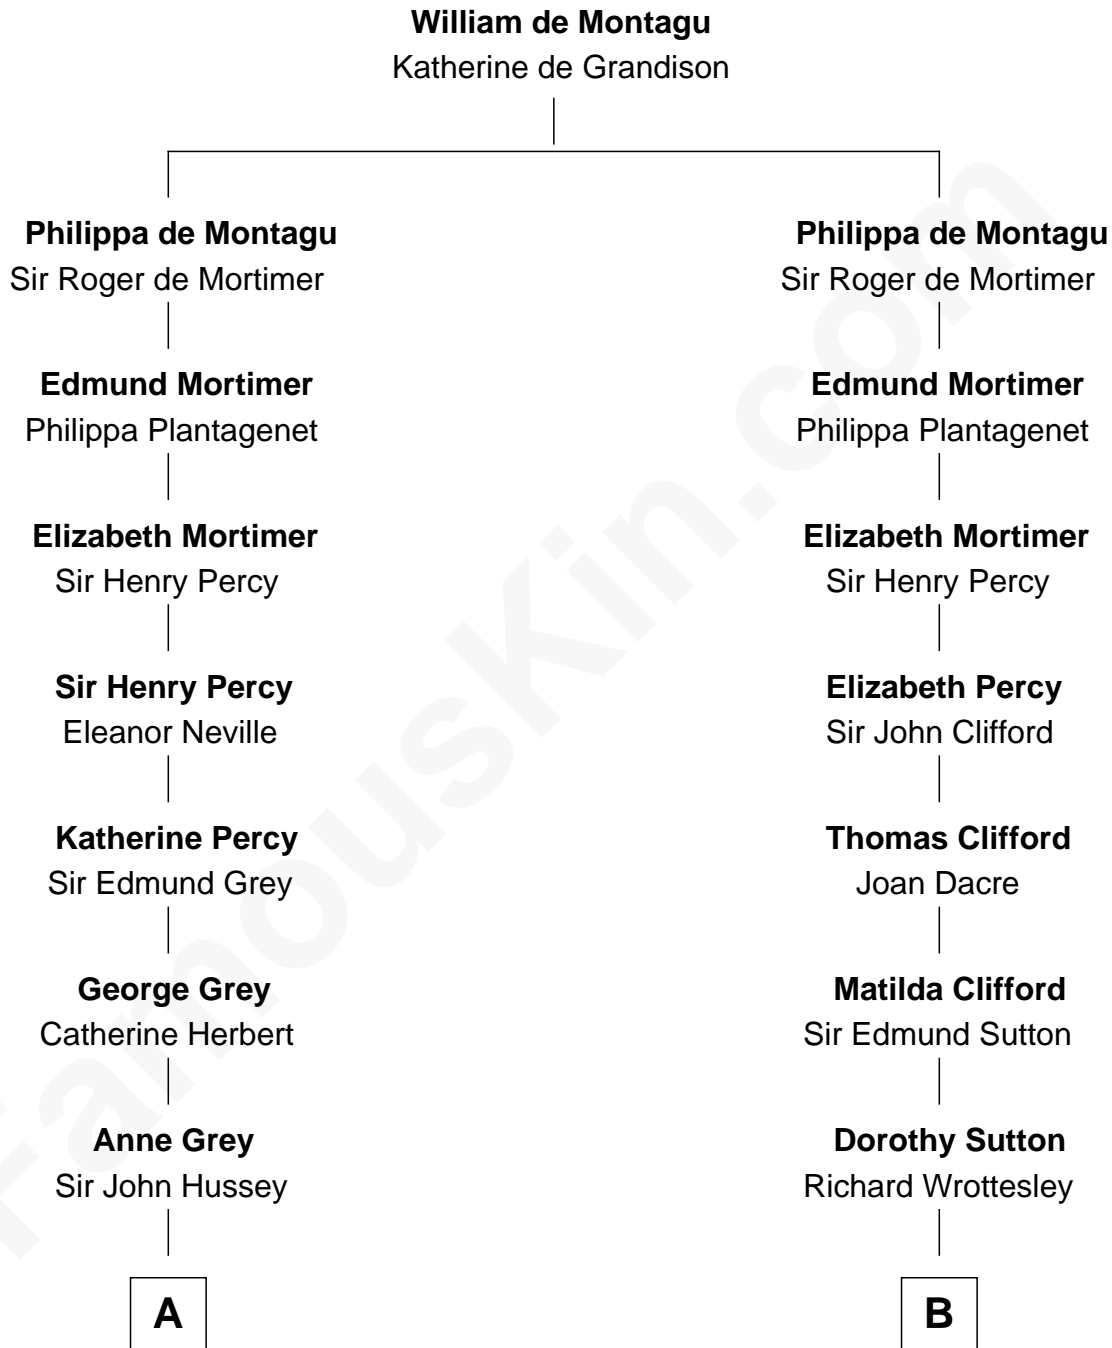 William de Montagu
Katherine de Grandison
Philippa de Montagu
Sir Roger de Mortimer
Edmund Mortimer
Philippa Plantagenet
Elizabeth Mortimer
Sir Henry Percy
Sir Henry Percy
Eleanor Neville
Katherine Percy
Sir Edmund Grey
George Grey
Catherine Herbert
Anne Grey
Sir John Hussey
A
Philippa de Montagu
Sir Roger de Mortimer
Edmund Mortimer
Philippa Plantagenet
Elizabeth Mortimer
Sir Henry Percy
Elizabeth Percy
Sir John Clifford
Thomas Clifford
Joan Dacre
Matilda Clifford
Sir Edmund Sutton
Dorothy Sutton
Richard Wrottesley
B
FamousKin.com